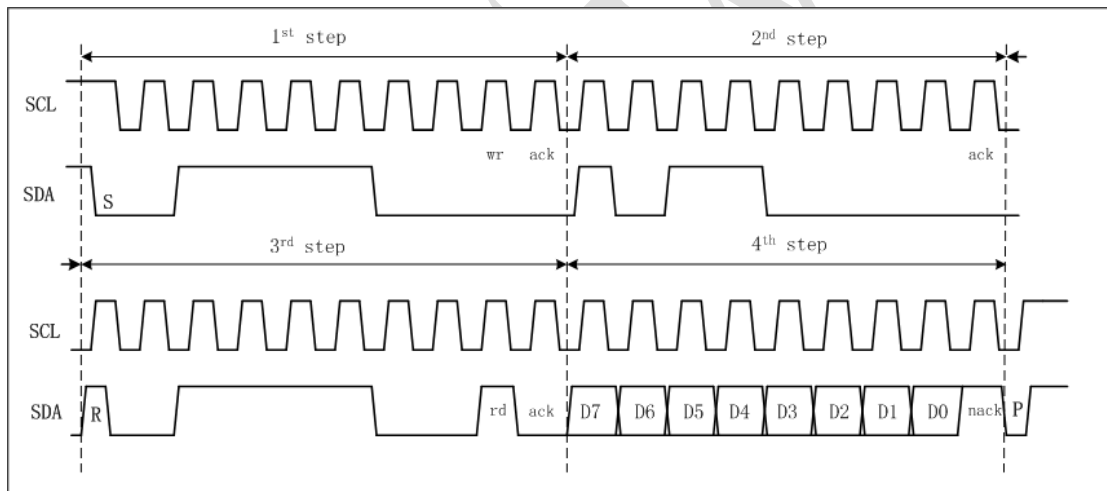 1st step 2nd step
SCL
wr ack ack
SDA S
3rd step 4th step
SCL
SDA R rd ack D7 D6 D5 D4 D3 D2 D1 D0 nack P